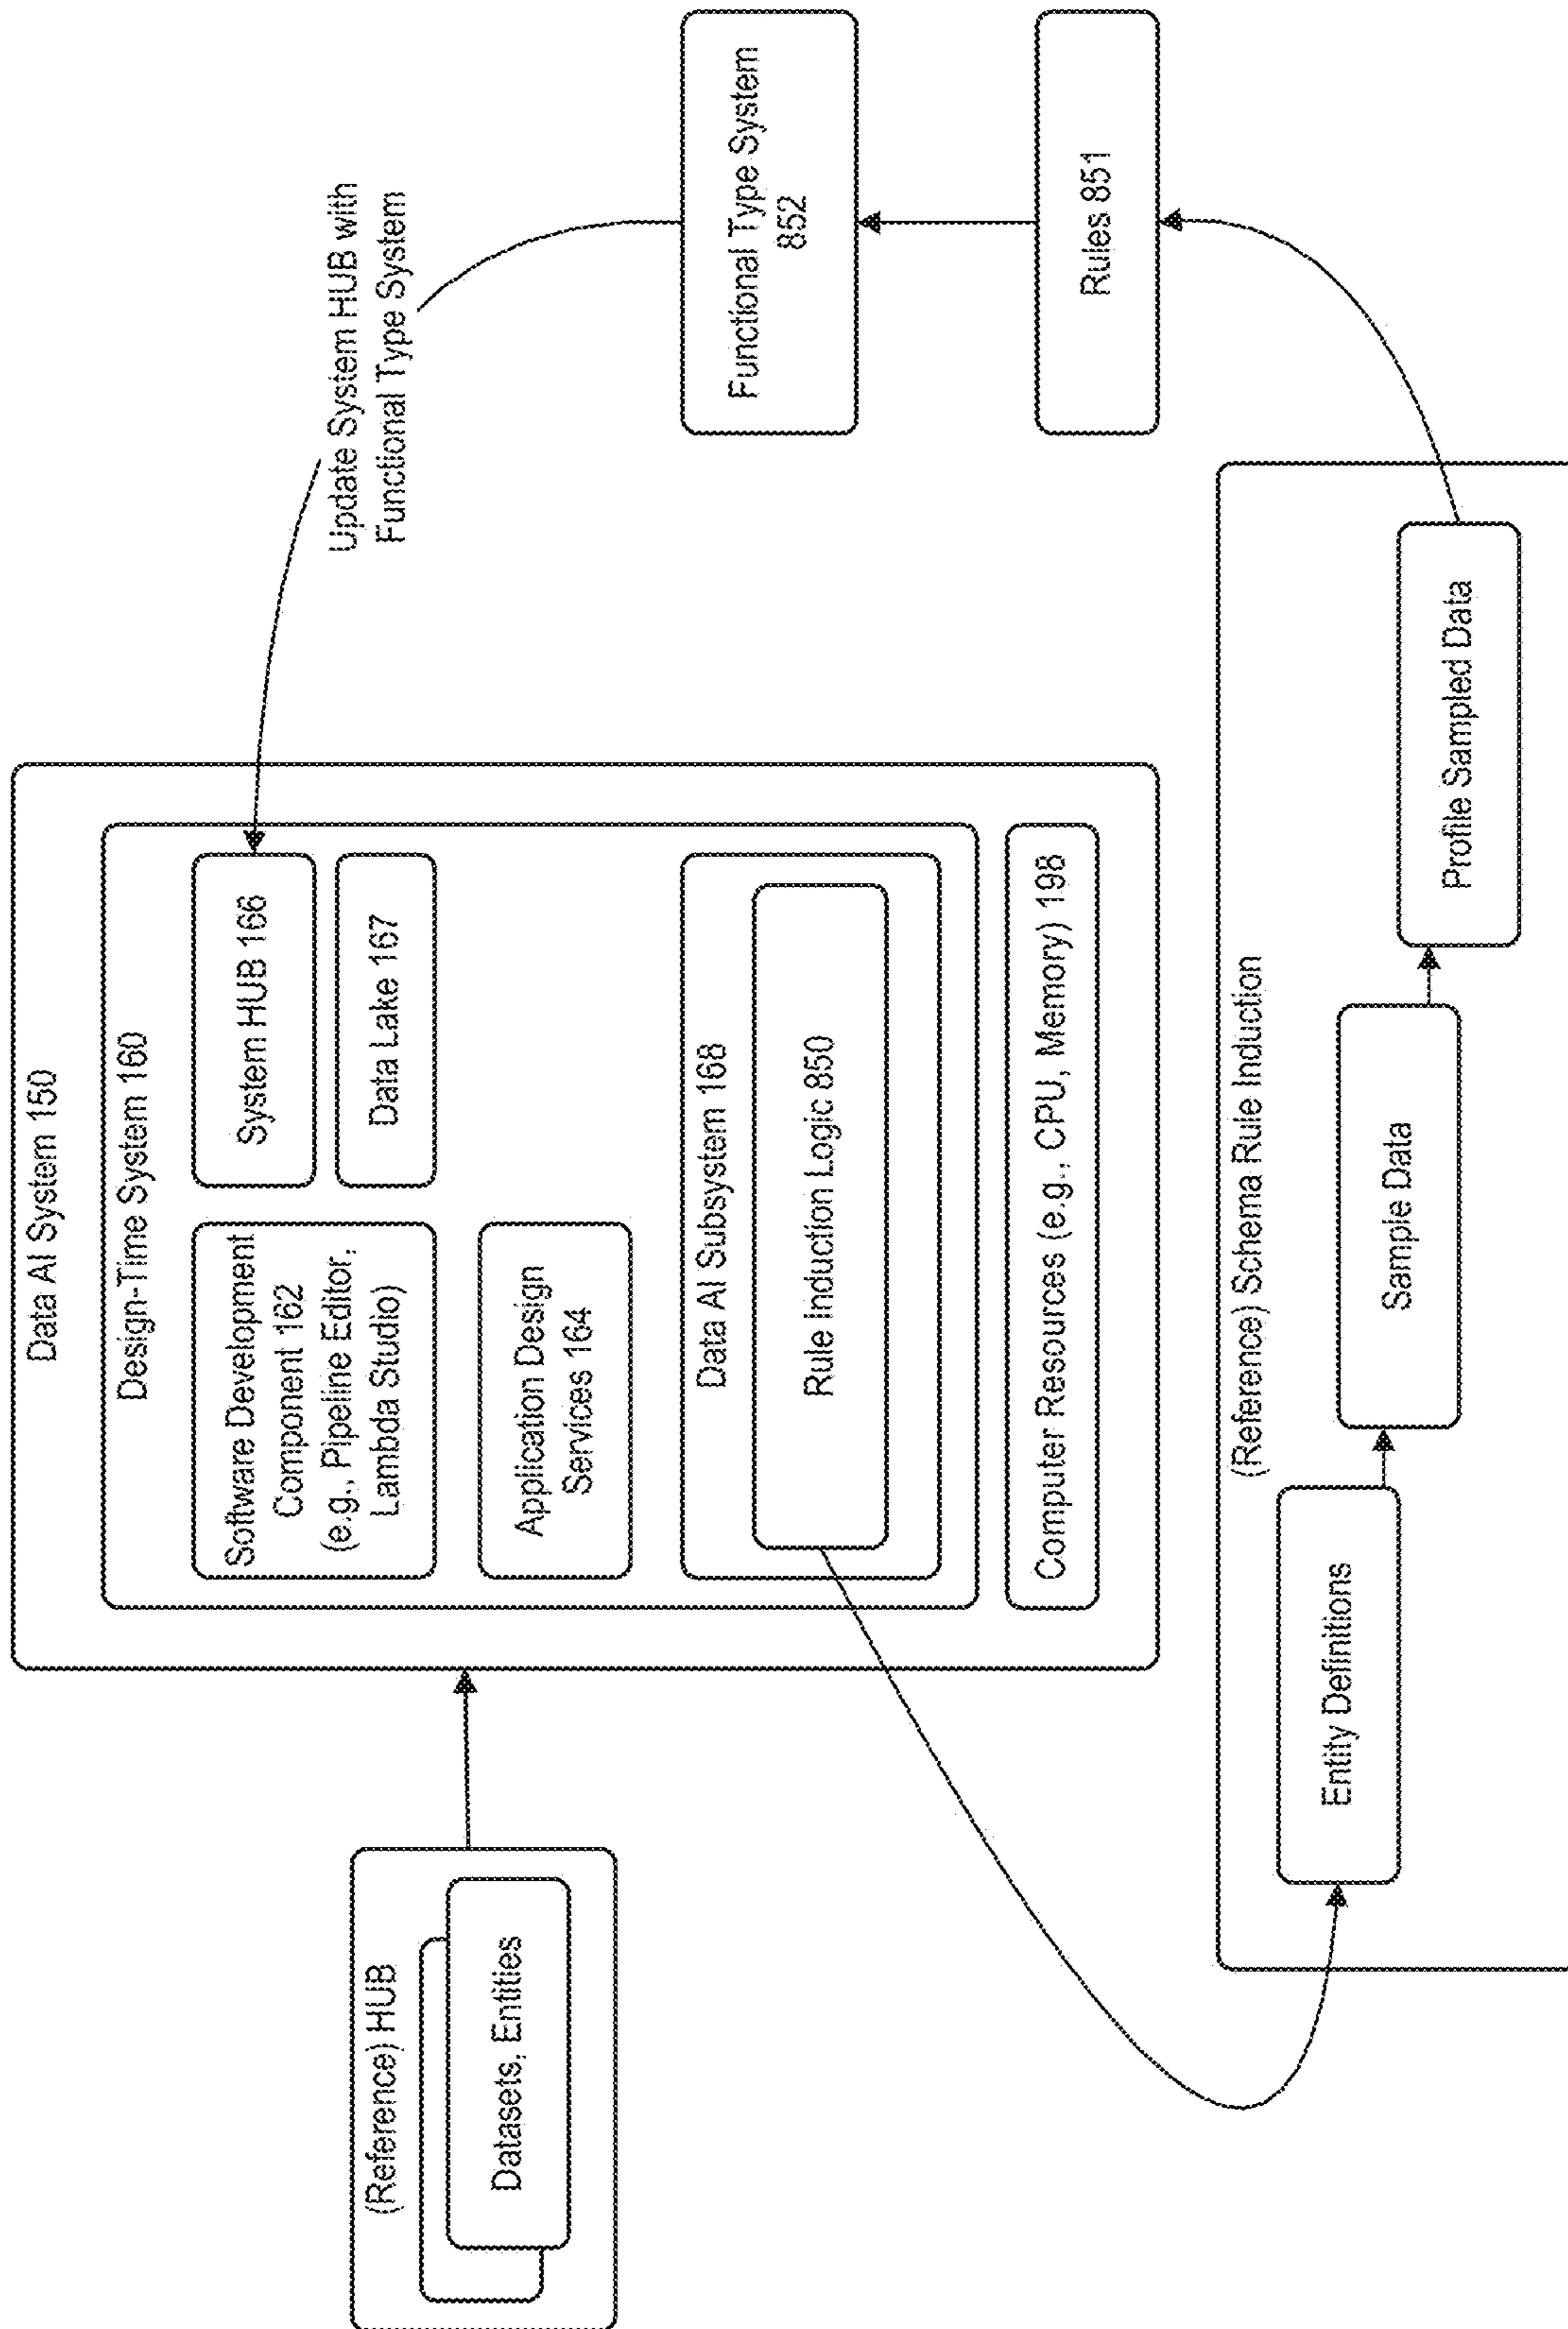 (Reference) HUB
Datasets, Entities
Data AI System 150
Design-Time System 160
Software Development
Component 162
(e.g., Pipeline Editor,
Lambda Studio)
System HUB 166
Data Lake 167
Application Design
Services 164
Data AI Subsystem 168
Rule Induction Logic 850
Computer Resources (e.g., CPU, Memory) 198
Update System HUB with
Functional Type System
Functional Type System
852
Rules 851
(Reference) Schema Rule Induction
Entity Definitions
Sample Data
Profile Sampled Data